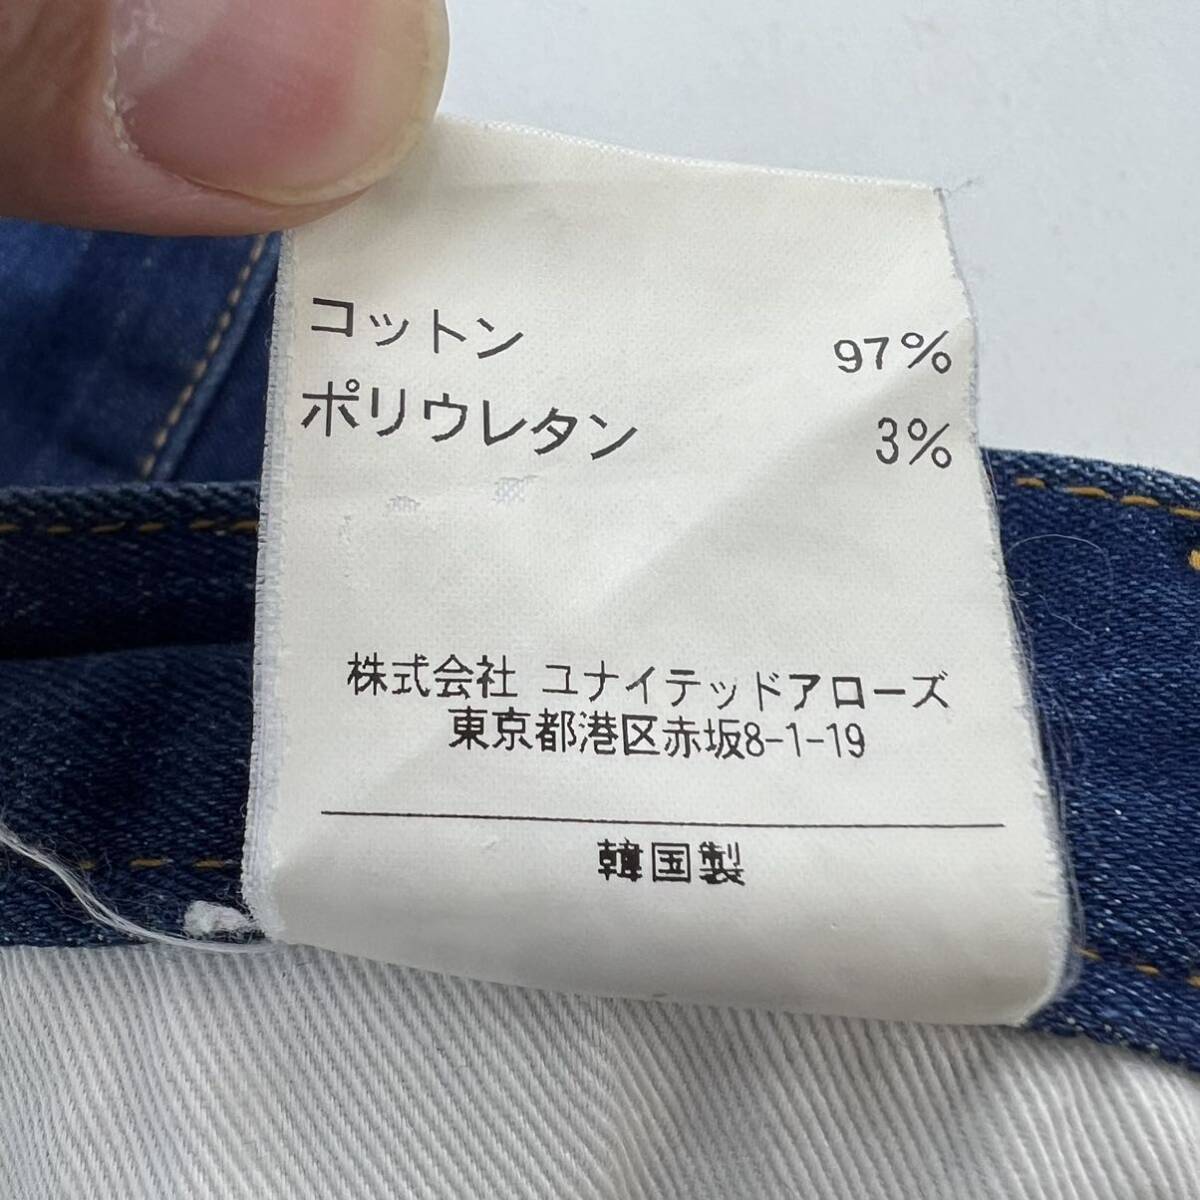 コットン 97%
ポリウレタン 3%
株式会社 ユナイテッドアローズ
東京都港区赤坂8-1-19
韓国製